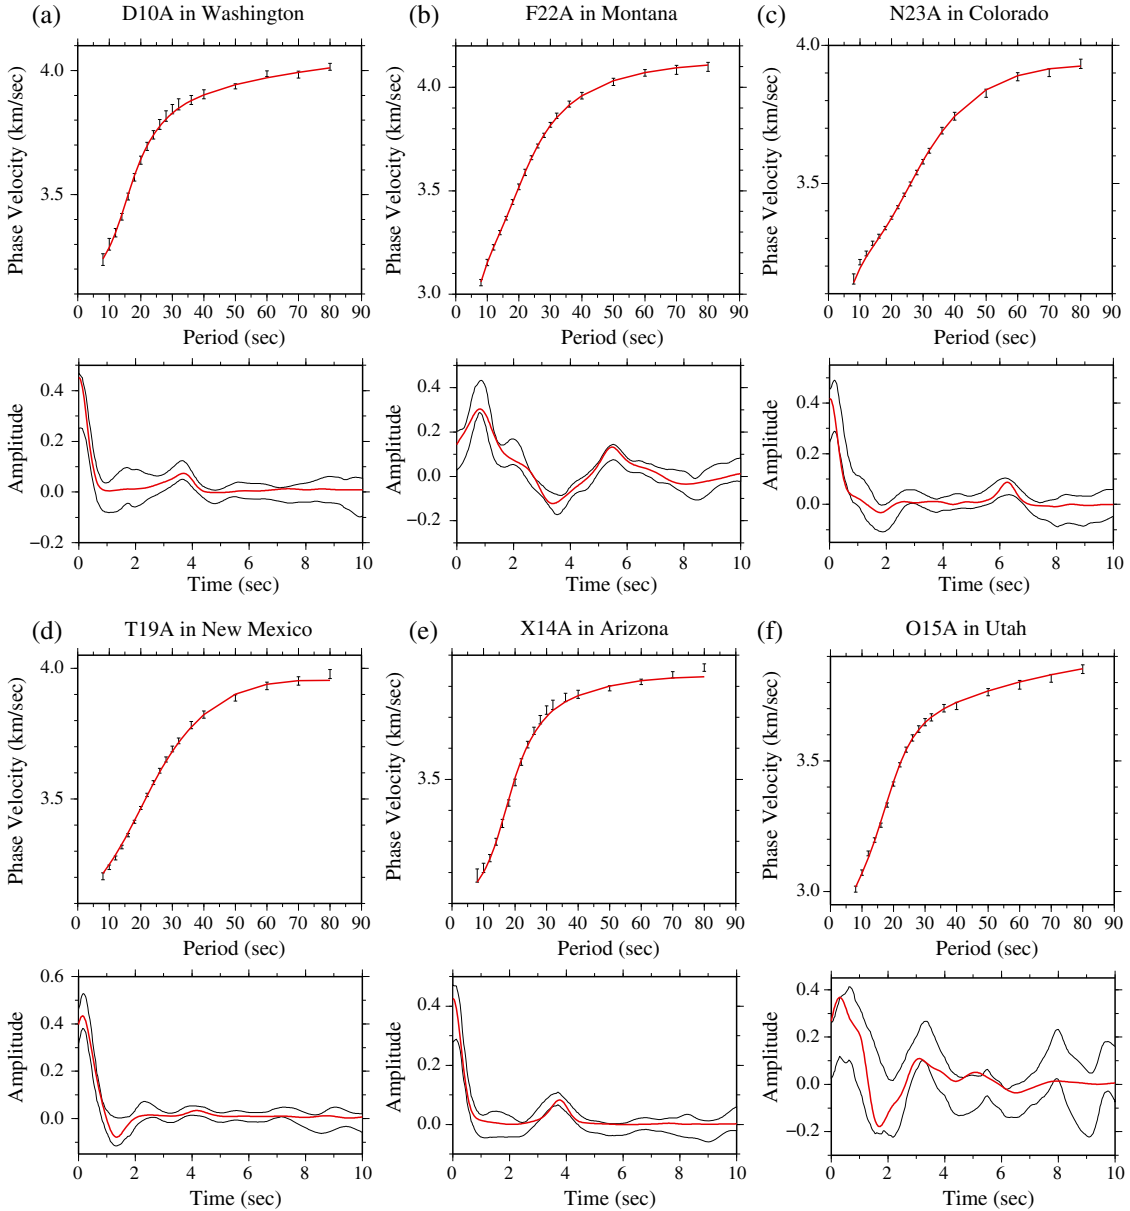 (a) D10A in Washington
(b) F22A in Montana
(c) N23A in Colorado
Phase Velocity (km/sec)
4.0
3.5
0 10 20 30 40 50 60 70 80 90
Period (sec)
Phase Velocity (km/sec)
4.0
3.5
3.0
0 10 20 30 40 50 60 70 80 90
Period (sec)
Phase Velocity (km/sec)
4.0
3.5
0 10 20 30 40 50 60 70 80 90
Period (sec)
Amplitude
0.4
0.2
0.0
−0.2
0 2 4 6 8 10
Time (sec)
Amplitude
0.4
0.2
0.0
−0.2
0 2 4 6 8 10
Time (sec)
Amplitude
0.4
0.2
0.0
0 2 4 6 8 10
Time (sec)
(d) T19A in New Mexico
(e) X14A in Arizona
(f) O15A in Utah
Phase Velocity (km/sec)
4.0
3.5
0 10 20 30 40 50 60 70 80 90
Period (sec)
Phase Velocity (km/sec)
3.5
0 10 20 30 40 50 60 70 80 90
Period (sec)
Phase Velocity (km/sec)
3.5
3.0
0 10 20 30 40 50 60 70 80 90
Period (sec)
Amplitude
0.6
0.4
0.2
0.0
0 2 4 6 8 10
Time (sec)
Amplitude
0.4
0.2
0.0
0 2 4 6 8 10
Time (sec)
Amplitude
0.4
0.2
0.0
−0.2
0 2 4 6 8 10
Time (sec)